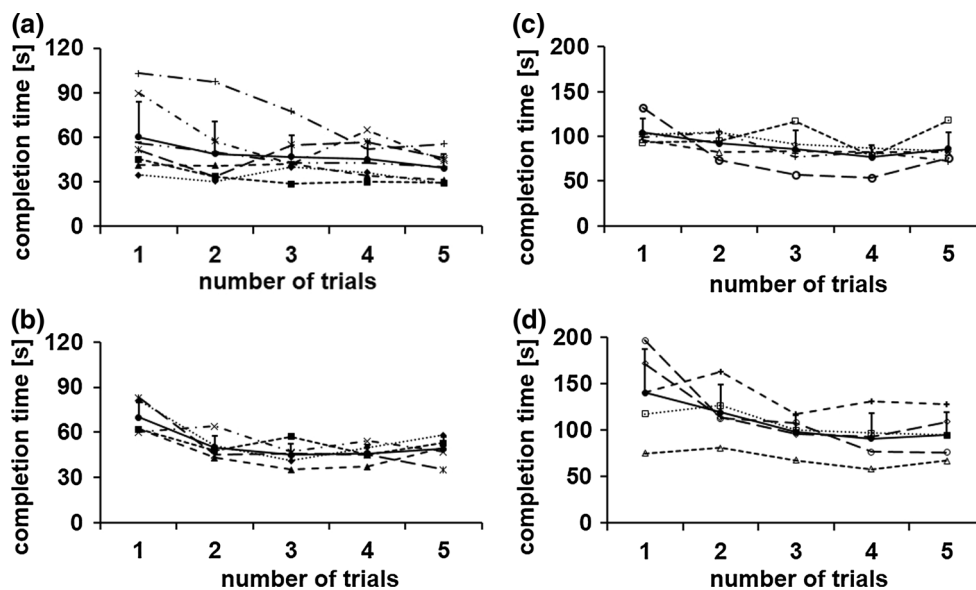 (a)
completion time [s]
120
90
60
30
0
1 2 3 4 5
number of trials
(c)
completion time [s]
200
150
100
50
0
1 2 3 4 5
number of trials
(b)
completion time [s]
120
90
60
30
0
1 2 3 4 5
number of trials
(d)
completion time [s]
200
150
100
50
0
1 2 3 4 5
number of trials